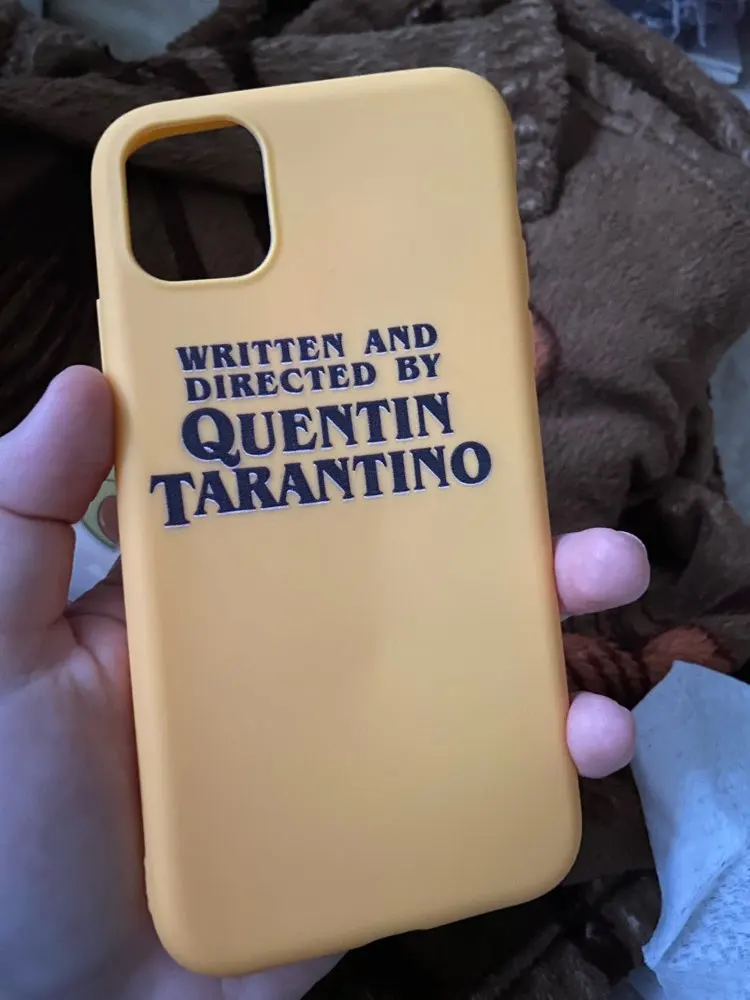 WRITTEN AND
DIRECTED BY
QUENTIN
TARANTINO